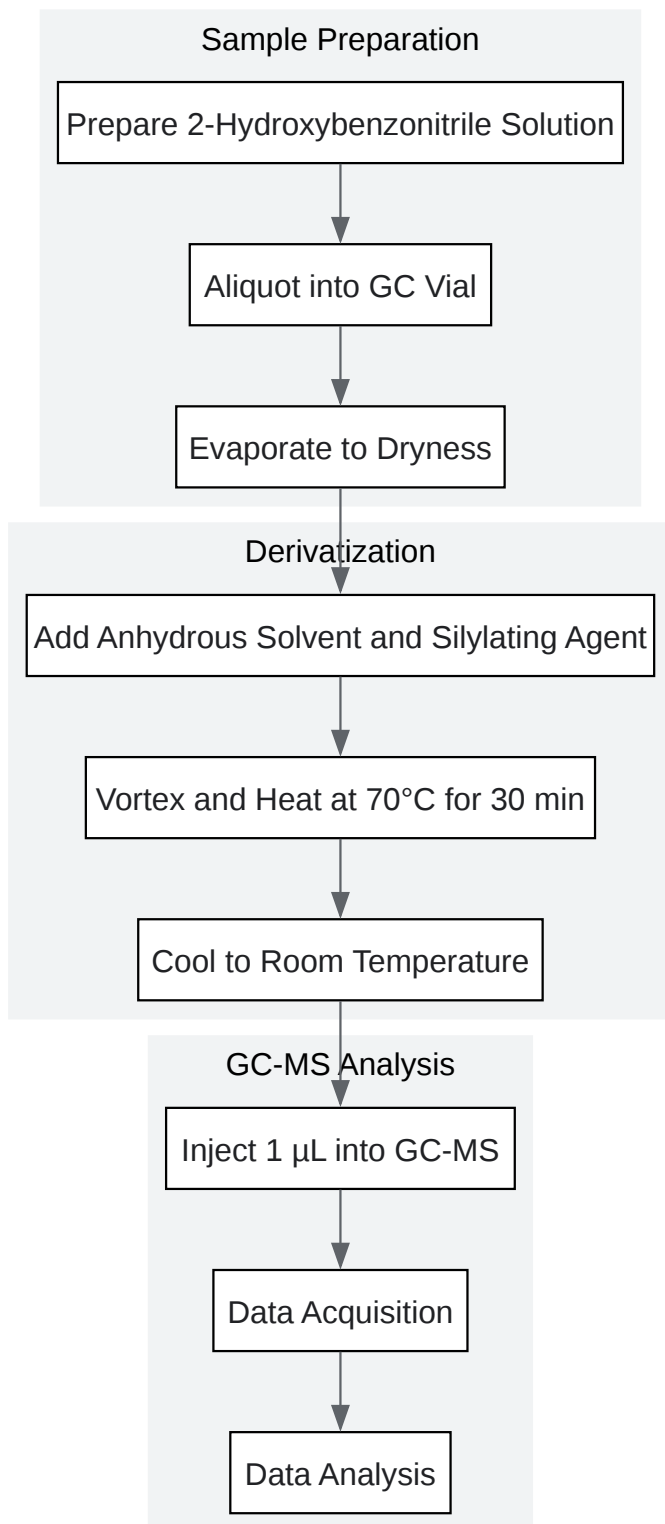 Sample Preparation
Prepare 2-Hydroxybenzonitrile Solution
Aliquot into GC Vial
Evaporate to Dryness
Derivatization
Add Anhydrous Solvent and Silylating Agent
Vortex and Heat at 70°C for 30 min
Cool to Room Temperature
GC-MS Analysis
Inject 1 µL into GC-MS
Data Acquisition
Data Analysis